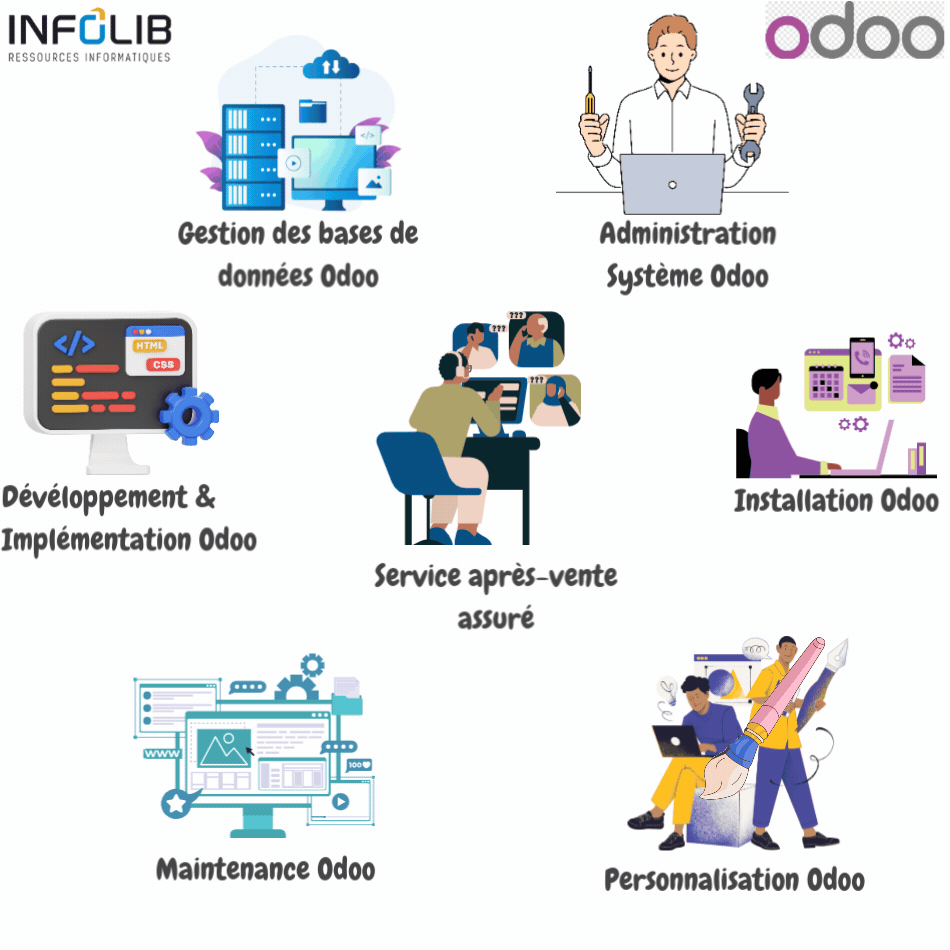 INFOLIB
RESSOURCES INFORMATIQUES
odoo
</>
Gestion des bases de
données Odoo
Administration
Système Odoo
</>
HTML
CSS
???
???
???
Dévéloppement &
Implémentation Odoo
Installation Odoo
Service après-vente
assuré
WWW
100
Maintenance Odoo
Personnalisation Odoo